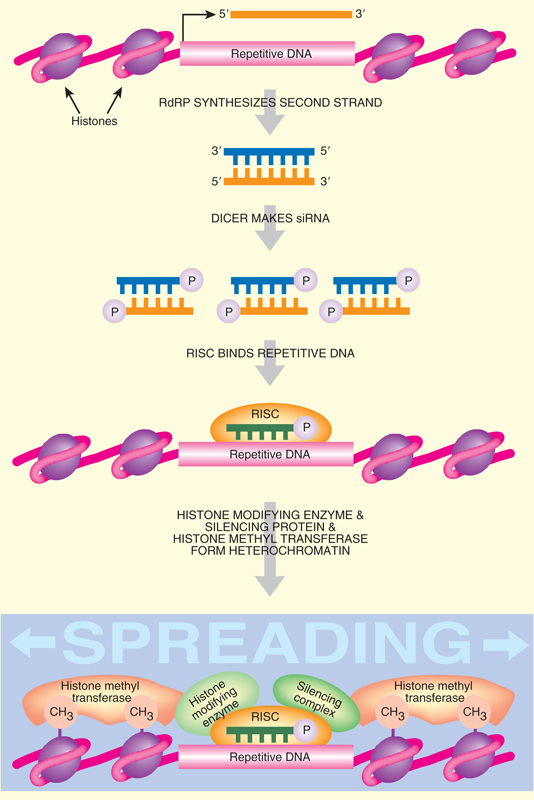 5′ 3′
Repetitive DNA
Histones
RdRP SYNTHESIZES SECOND STRAND
3′ 5′
5′ 3′
DICER MAKES siRNA
P P P
P P P
RISC BINDS REPETITIVE DNA
RISC
P
Repetitive DNA
HISTONE MODIFYING ENZYME &
SILENCING PROTEIN &
HISTONE METHYL TRANSFERASE
FORM HETEROCHROMATIN
SPREADING
Histone methyl
transferase
CH3 CH3
Histone
modifying
enzyme
Silencing
complex
RISC
P
Histone methyl
transferase
CH3 CH3
Repetitive DNA